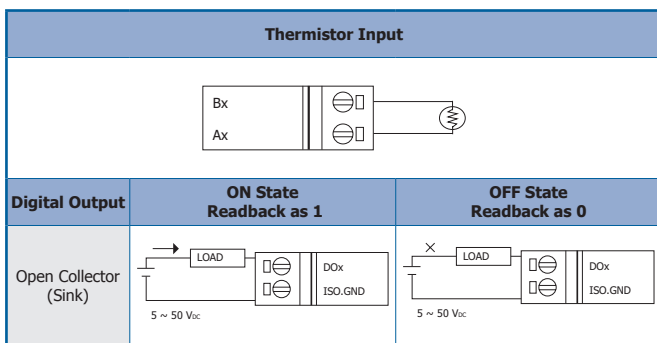 Thermistor Input
Bx
Ax
Digital Output
ON State
Readback as 1
OFF State
Readback as 0
Open Collector
(Sink)
LOAD
DOx
ISO.GND
5 ~ 50 VDC
LOAD
DOx
ISO.GND
5 ~ 50 VDC